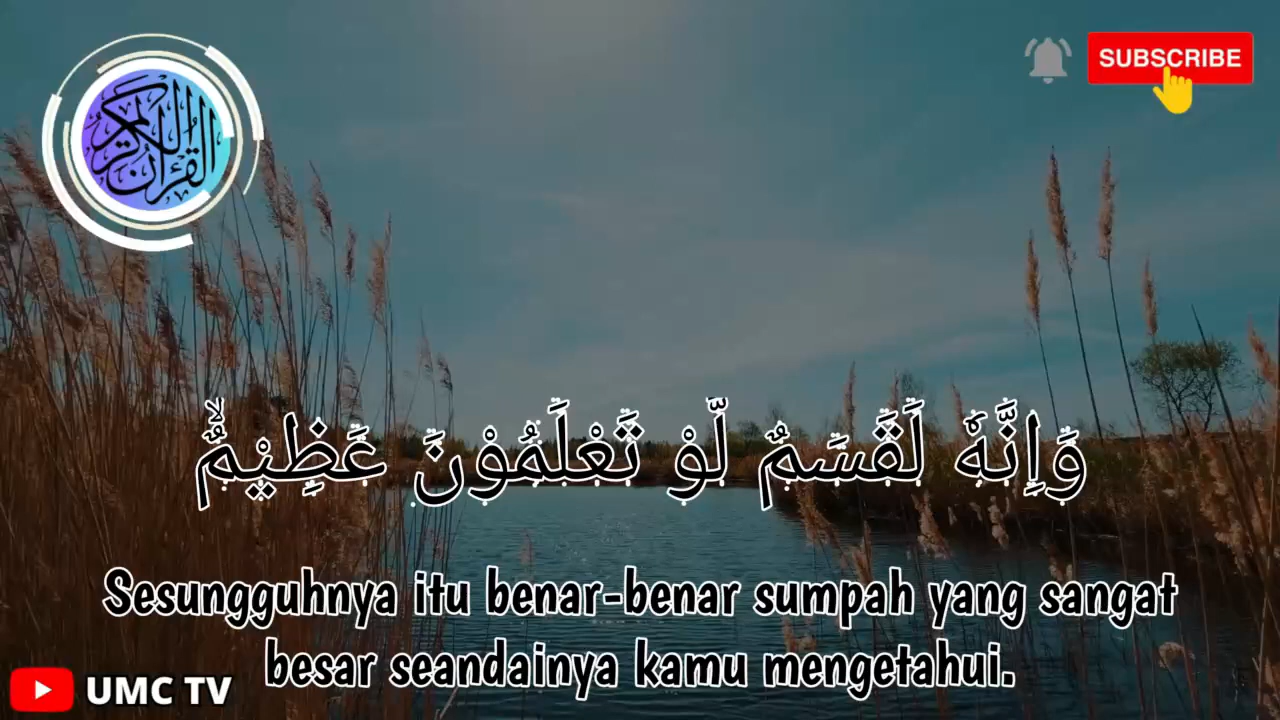 القرآن الكريم
SUBSCRIBE
وَاِنَّهٗ لَقَسَمٌ لَّوْ تَعْلَمُوْنَ عَظِيْمٌۙ
Sesungguhnya itu benar-benar sumpah yang sangat
besar seandainya kamu mengetahui.
UMC TV